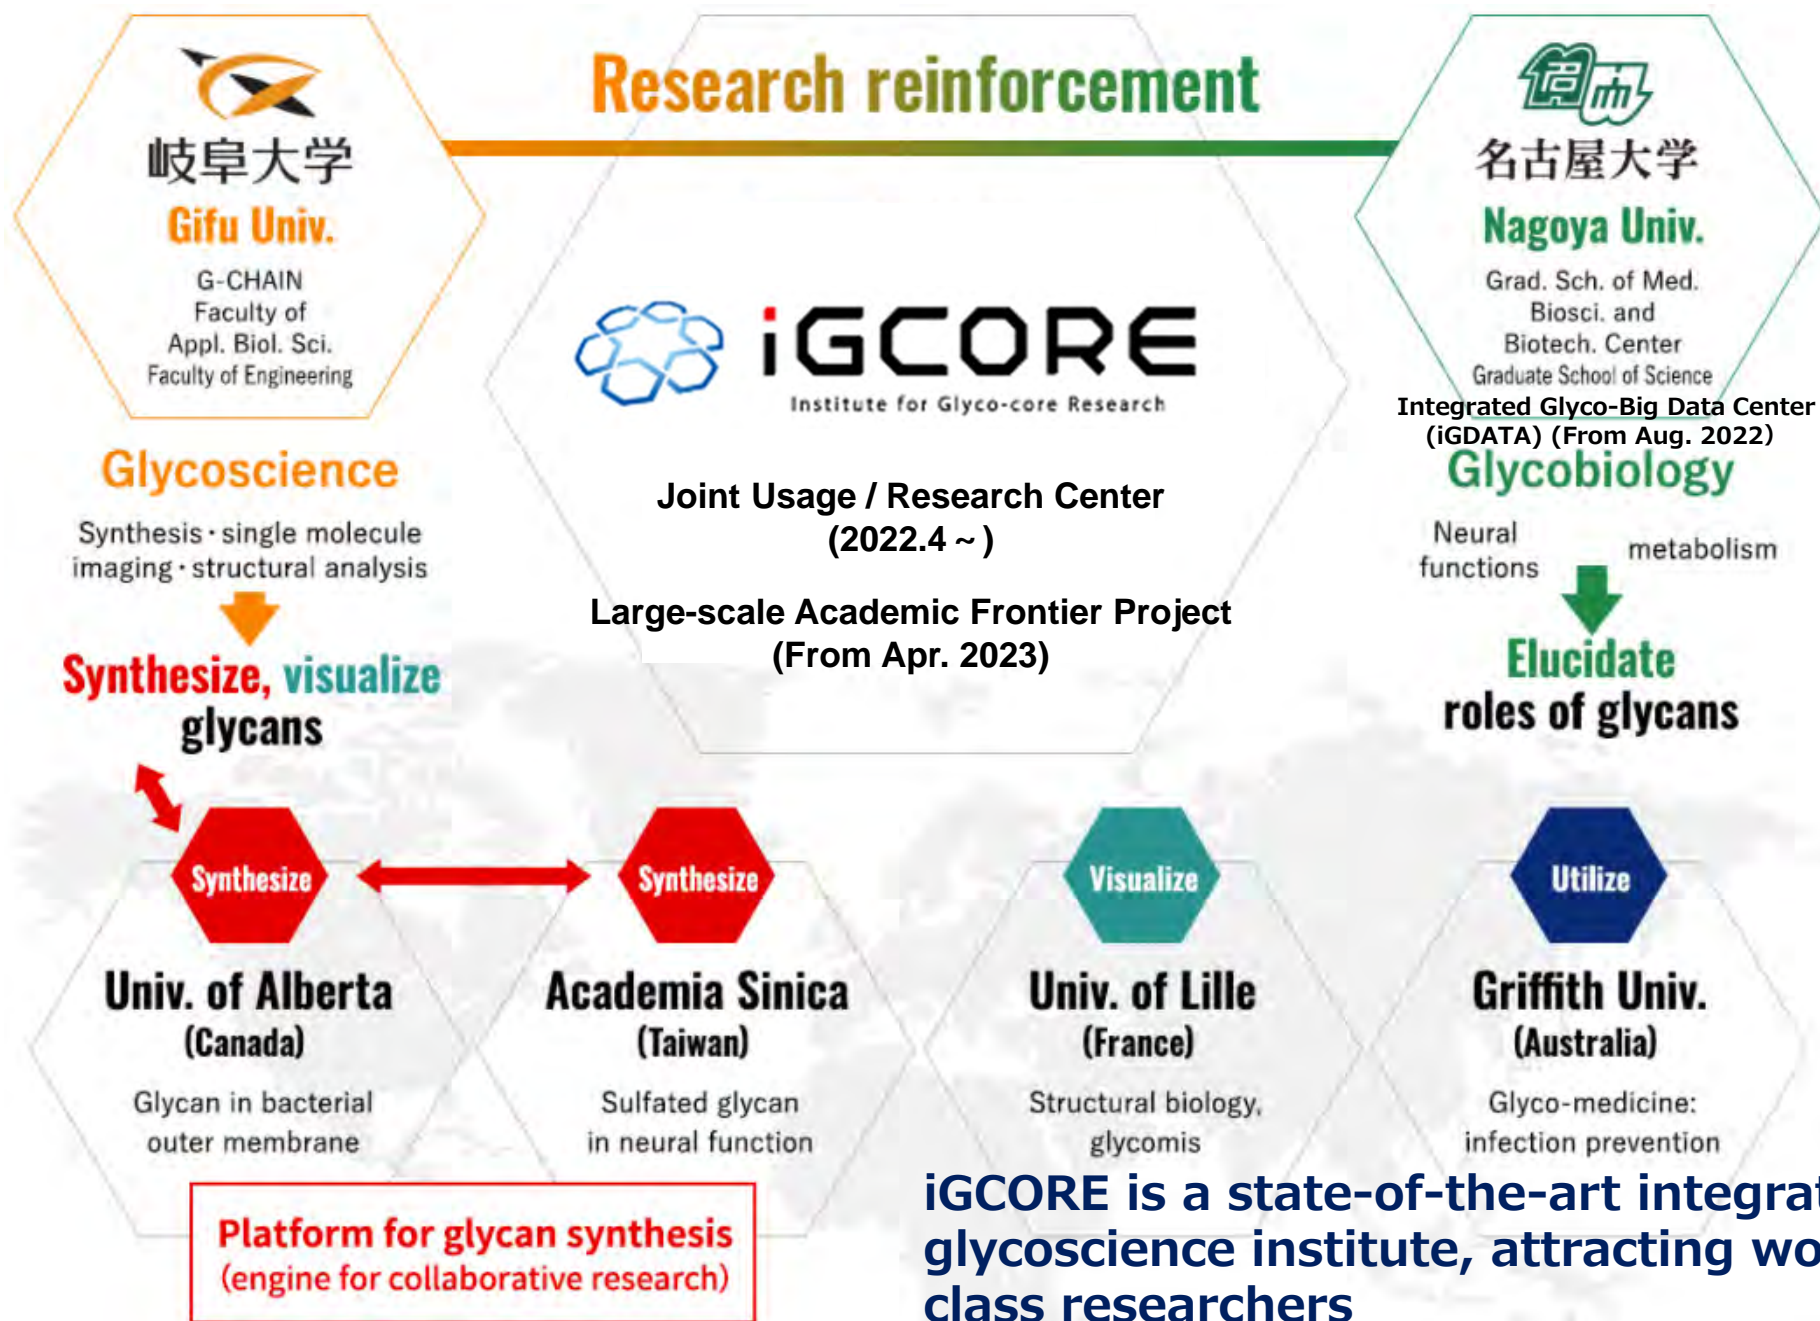 Research reinforcement
岐阜大学
Gifu Univ.
G-CHAIN
Faculty of
Appl. Biol. Sci.
Faculty of Engineering
Glycoscience
Synthesis・single molecule
imaging・structural analysis
Synthesize, visualize
glycans
iGCORE
Institute for Glyco-core Research
Joint Usage / Research Center
(2022.4～)
Large-scale Academic Frontier Project
(From Apr. 2023)
名古屋大学
Nagoya Univ.
Grad. Sch. of Med.
Biosci. and
Biotech. Center
Graduate School of Science
Integrated Glyco-Big Data Center
(iGDATA) (From Aug. 2022）
Glycobiology
Neural
functions
metabolism
Elucidate
roles of glycans
Synthesize
Univ. of Alberta
(Canada)
Glycan in bacterial
outer membrane
Synthesize
Academia Sinica
(Taiwan)
Sulfated glycan
in neural function
Visualize
Univ. of Lille
(France)
Structural biology,
glycomis
Utilize
Griffith Univ.
(Australia)
Glyco-medicine:
infection prevention
Platform for glycan synthesis
(engine for collaborative research)
iGCORE is a state-of-the-art integrat
glycoscience institute, attracting wo
class researchers